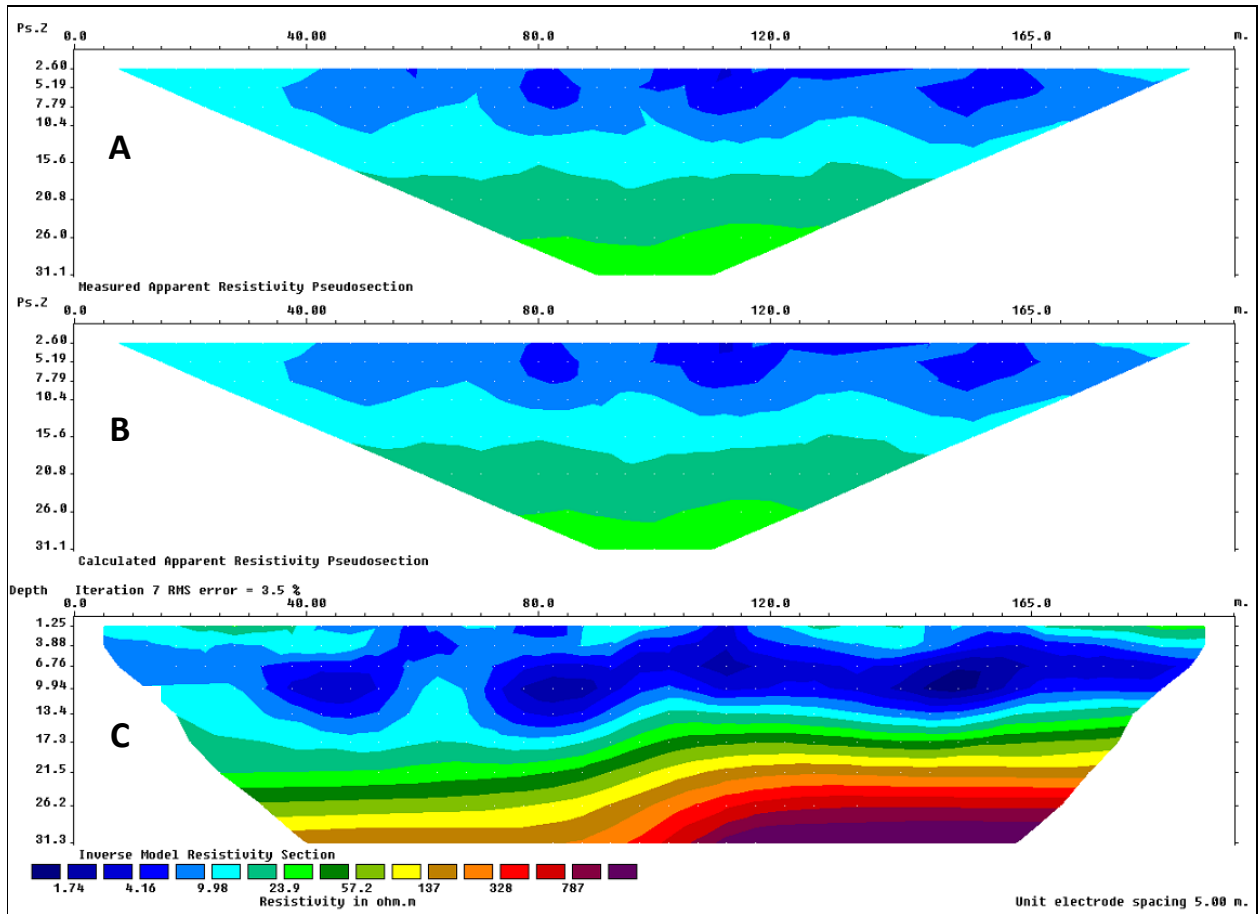 Ps.Z 0.0 40.00 80.0 120.0 165.0 m.
2.60
5.19
7.79
10.4
A
15.6
20.8
26.0
31.1
Measured Apparent Resistivity Pseudosection
Ps.Z 0.0 40.00 80.0 120.0 165.0 m.
2.60
5.19
7.79
10.4
B
15.6
20.8
26.0
31.1
Calculated Apparent Resistivity Pseudosection
Depth Iteration 7 RMS error = 3.5 %
0.0 40.00 80.0 120.0 165.0 m.
1.25
3.88
6.76
9.94
13.4
C
17.3
21.5
26.2
31.3
Inverse Model Resistivity Section
1.74 4.16 9.98 23.9 57.2 137 328 787
Resistivity in ohm.m Unit electrode spacing 5.00 m.